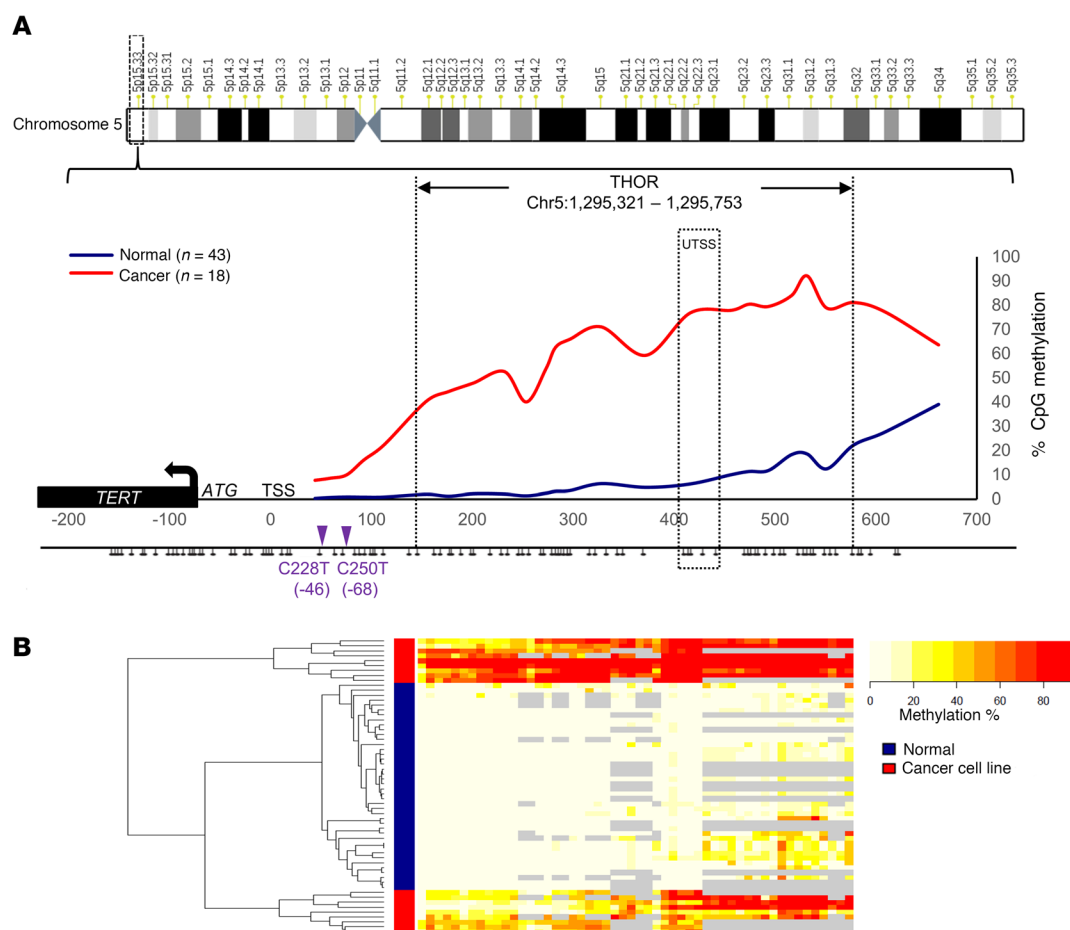 A
5p15.33 5p15.32 5p15.31 5p15.2 5p15.1 5p14.3 5p14.2 5p14.1 5p13.3 5p13.2 5p13.1 5p12 5p11 5q11.1 5q11.2 5q12.1 5q12.2 5q12.3 5q13.1 5q13.2 5q13.3 5q14.1 5q14.2 5q14.3 5q15 5q21.1 5q21.2 5q21.3 5q22.1 5q22.2 5q22.3 5q23.1 5q23.2 5q23.3 5q31.1 5q31.2 5q31.3 5q32 5q33.1 5q33.2 5q33.3 5q34 5q35.1 5q35.2 5q35.3
Chromosome 5
THOR
Chr5:1,295,321 – 1,295,753
UTSS
Normal (n = 43)
Cancer (n = 18)
100
90
80
70
60
50
40
30
20
10
0
% CpG methylation
TERT ATG TSS
-200 -100 0 100 200 300 400 500 600 700
C228T C250T
(-46) (-68)
B
0 20 40 60 80
Methylation %
Normal
Cancer cell line